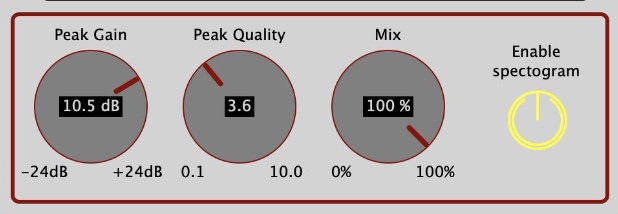 Peak Gain
Peak Quality
Mix
Enable
spectogram
10.5 dB
3.6
100 %
-24dB
+24dB
0.1
10.0
0%
100%